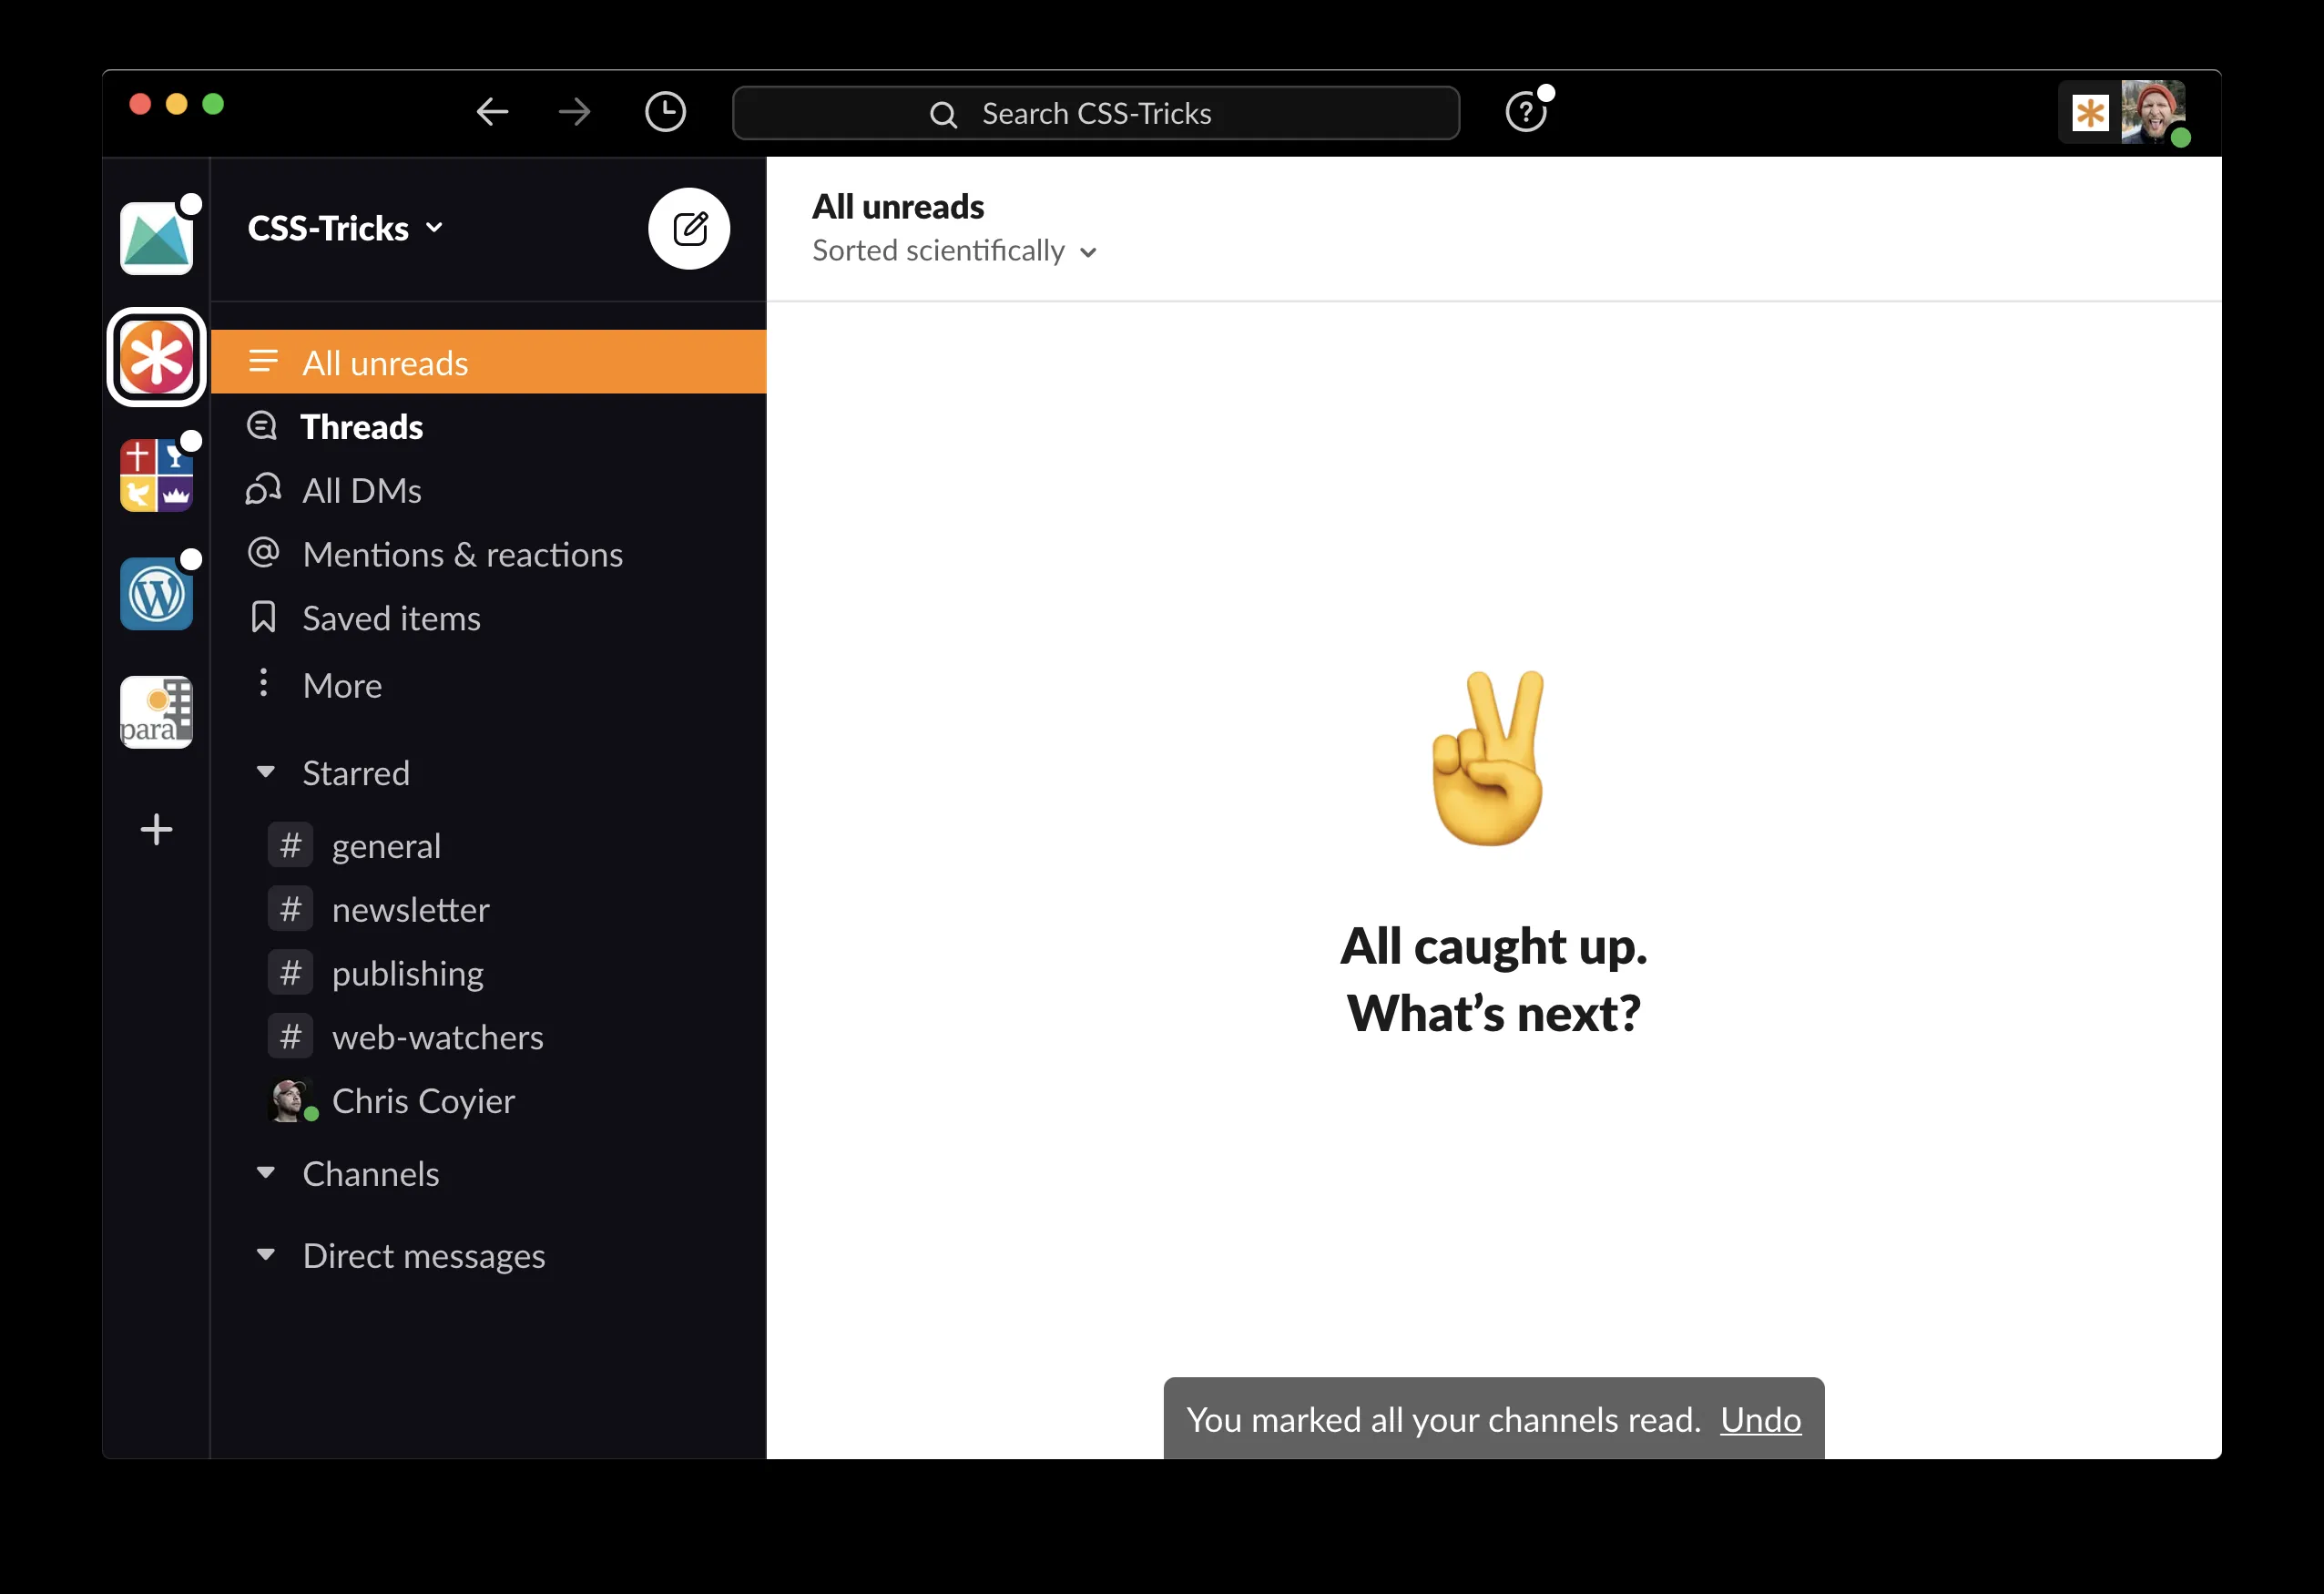 Search CSS-Tricks
CSS-Tricks
All unreads
Threads
All DMs
Mentions & reactions
Saved items
More
Starred
# general
# newsletter
# publishing
# web-watchers
Chris Coyier
Channels
Direct messages
para
All unreads
Sorted scientifically
All caught up.
What’s next?
You marked all your channels read. Undo